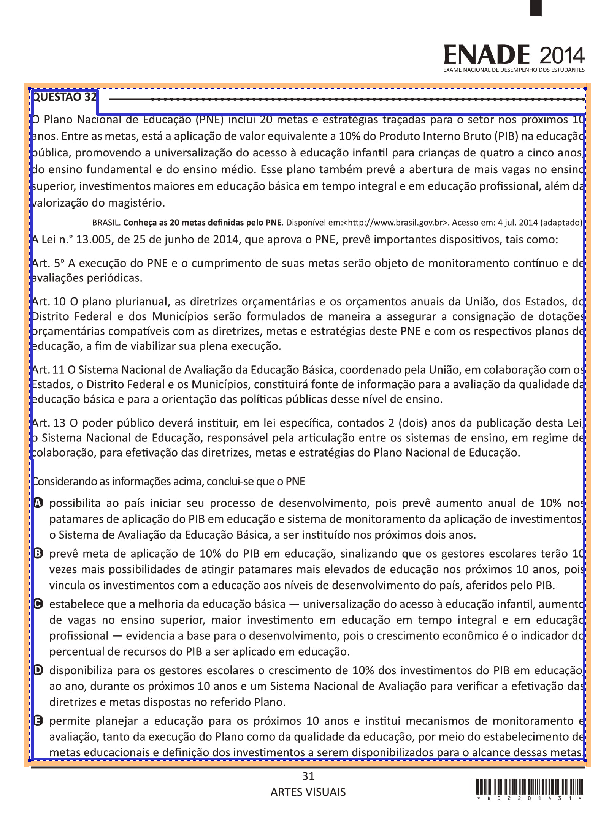 ENADE 2014
EXAME NACIONAL DE DESEMPENHO DOS ESTUDANTES
QUESTÃO 32
O Plano Nacional de Educação (PNE) inclui 20 metas e estratégias traçadas para o setor nos próximos 10
anos. Entre as metas, está a aplicação de valor equivalente a 10% do Produto Interno Bruto (PIB) na educação
pública, promovendo a universalização do acesso à educação infantil para crianças de quatro a cinco anos,
do ensino fundamental e do ensino médio. Esse plano também prevê a abertura de mais vagas no ensino
superior, investimentos maiores em educação básica em tempo integral e em educação profissional, além da
valorização do magistério.
BRASIL. Conheça as 20 metas definidas pelo PNE. Disponível em:<http://www.brasil.gov.br>. Acesso em: 4 jul. 2014 (adaptado).
A Lei n.° 13.005, de 25 de junho de 2014, que aprova o PNE, prevê importantes dispositivos, tais como:
Art. 5º A execução do PNE e o cumprimento de suas metas serão objeto de monitoramento contínuo e de
avaliações periódicas.
Art. 10 O plano plurianual, as diretrizes orçamentárias e os orçamentos anuais da União, dos Estados, do
Distrito Federal e dos Municípios serão formulados de maneira a assegurar a consignação de dotações
orçamentárias compatíveis com as diretrizes, metas e estratégias deste PNE e com os respectivos planos de
educação, a fim de viabilizar sua plena execução.
Art. 11 O Sistema Nacional de Avaliação da Educação Básica, coordenado pela União, em colaboração com os
Estados, o Distrito Federal e os Municípios, constituirá fonte de informação para a avaliação da qualidade da
educação básica e para a orientação das políticas públicas desse nível de ensino.
Art. 13 O poder público deverá instituir, em lei específica, contados 2 (dois) anos da publicação desta Lei,
o Sistema Nacional de Educação, responsável pela articulação entre os sistemas de ensino, em regime de
colaboração, para efetivação das diretrizes, metas e estratégias do Plano Nacional de Educação.
Considerando as informações acima, conclui-se que o PNE
A possibilita ao país iniciar seu processo de desenvolvimento, pois prevê aumento anual de 10% nos
patamares de aplicação do PIB em educação e sistema de monitoramento da aplicação de investimentos,
o Sistema de Avaliação da Educação Básica, a ser instituído nos próximos dois anos.
B prevê meta de aplicação de 10% do PIB em educação, sinalizando que os gestores escolares terão 10
vezes mais possibilidades de atingir patamares mais elevados de educação nos próximos 10 anos, pois
vincula os investimentos com a educação aos níveis de desenvolvimento do país, aferidos pelo PIB.
C estabelece que a melhoria da educação básica — universalização do acesso à educação infantil, aumento
de vagas no ensino superior, maior investimento em educação em tempo integral e em educação
profissional — evidencia a base para o desenvolvimento, pois o crescimento econômico é o indicador do
percentual de recursos do PIB a ser aplicado em educação.
D disponibiliza para os gestores escolares o crescimento de 10% dos investimentos do PIB em educação,
ao ano, durante os próximos 10 anos e um Sistema Nacional de Avaliação para verificar a efetivação das
diretrizes e metas dispostas no referido Plano.
E permite planejar a educação para os próximos 10 anos e institui mecanismos de monitoramento e
avaliação, tanto da execução do Plano como da qualidade da educação, por meio do estabelecimento de
metas educacionais e definição dos investimentos a serem disponibilizados para o alcance dessas metas.
31
ARTES VISUAIS